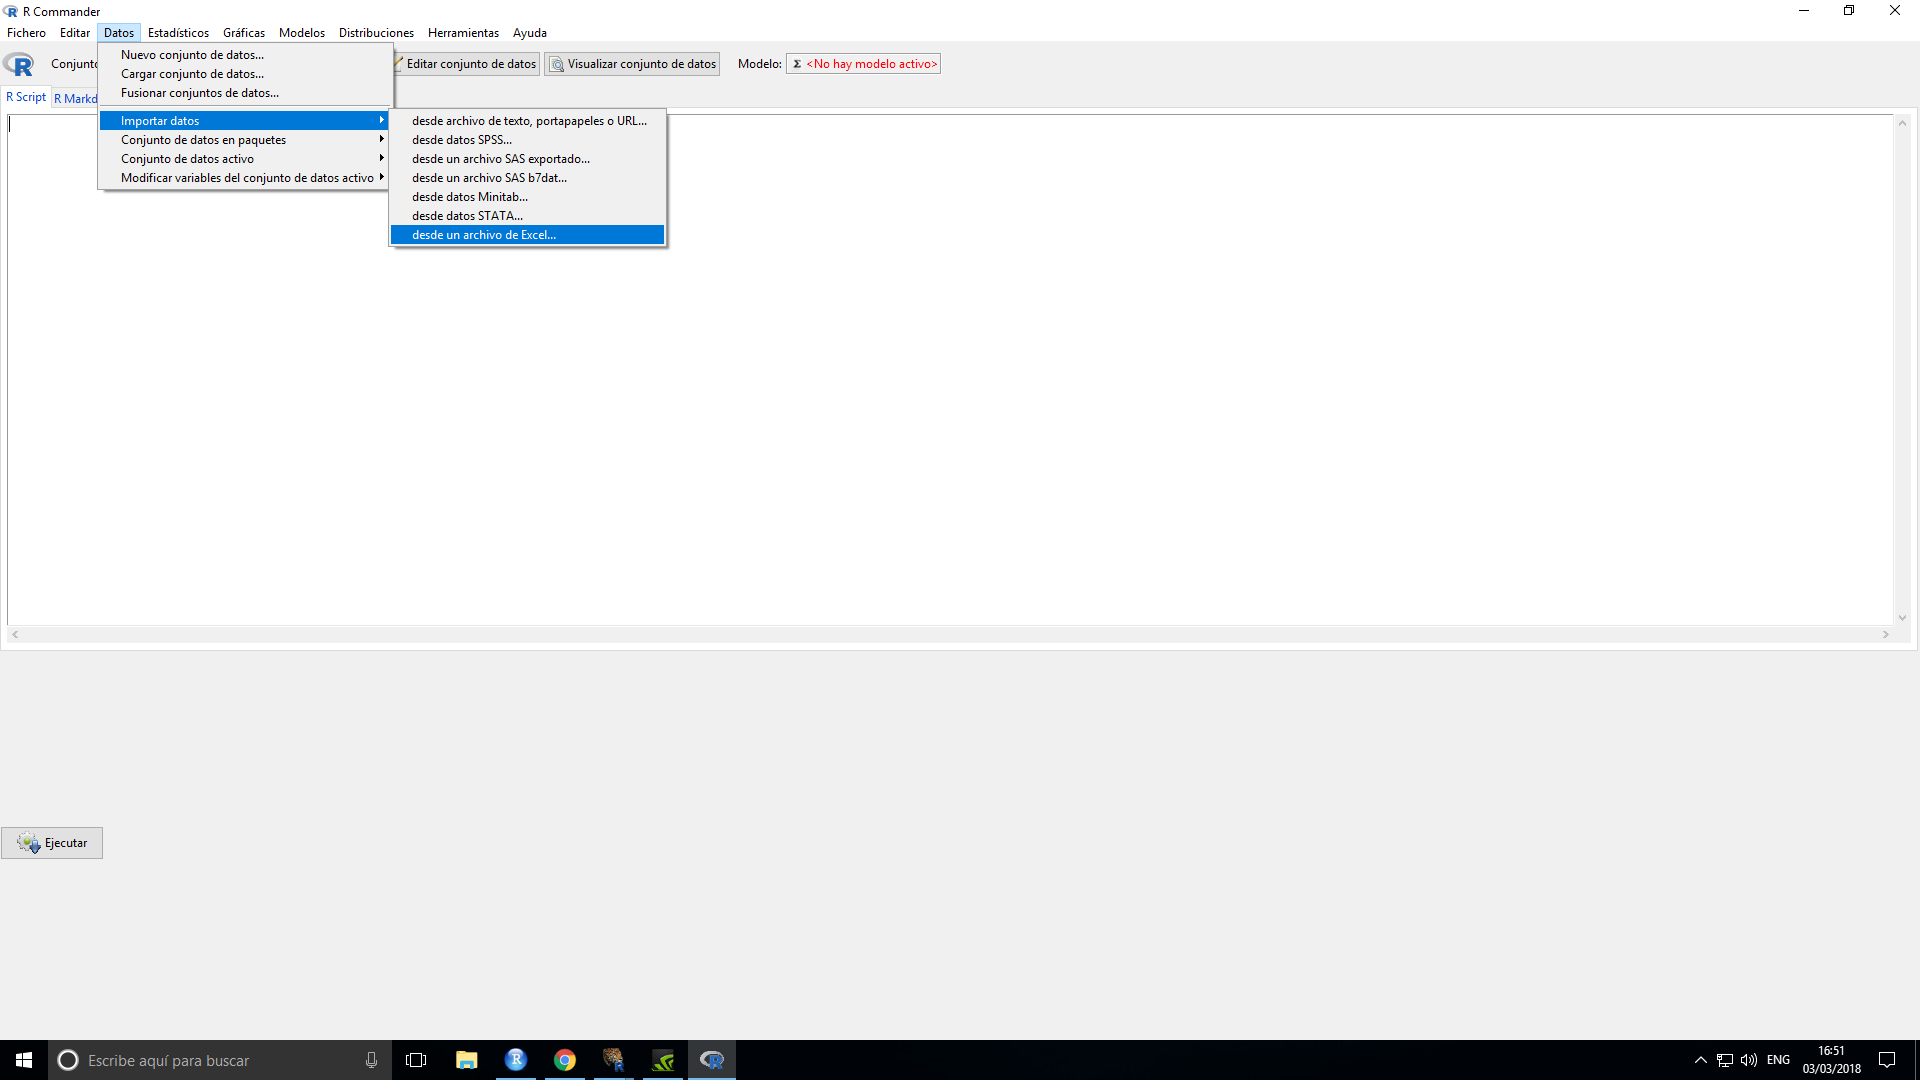 R Commander
Fichero Editar Datos Estadísticos Gráficas Modelos Distribuciones Herramientas Ayuda
Conjunto Editar conjunto de datos Visualizar conjunto de datos Modelo: Σ <No hay modelo activo>
Nuevo conjunto de datos...
Cargar conjunto de datos...
Fusionar conjuntos de datos...
R Script R Markd
Importar datos
Conjunto de datos en paquetes
Conjunto de datos activo
Modificar variables del conjunto de datos activo
desde archivo de texto, portapapeles o URL...
desde datos SPSS...
desde un archivo SAS exportado...
desde un archivo SAS b7dat...
desde datos Minitab...
desde datos STATA...
desde un archivo de Excel...
Ejecutar
Escribe aquí para buscar
ENG
16:51
03/03/2018